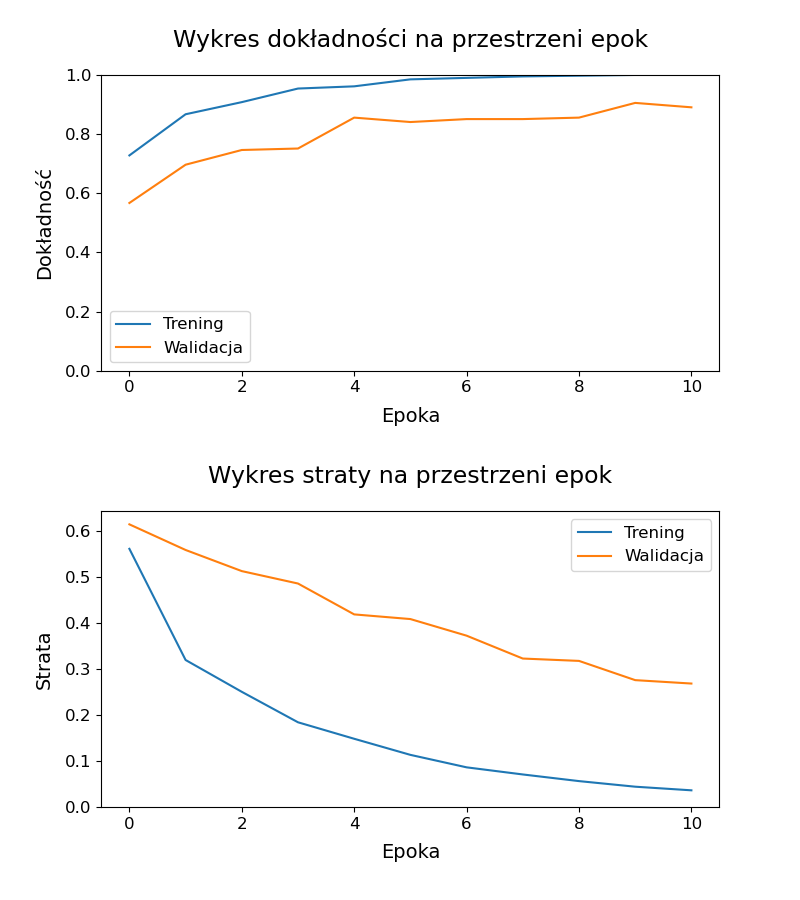 Wykres dokładności na przestrzeni epok
1.0
0.8
0.6
0.4
0.2
0.0
Dokładność
Trening
Walidacja
0 2 4 6 8 10
Epoka
Wykres straty na przestrzeni epok
0.6
0.5
0.4
0.3
0.2
0.1
0.0
Strata
Trening
Walidacja
0 2 4 6 8 10
Epoka